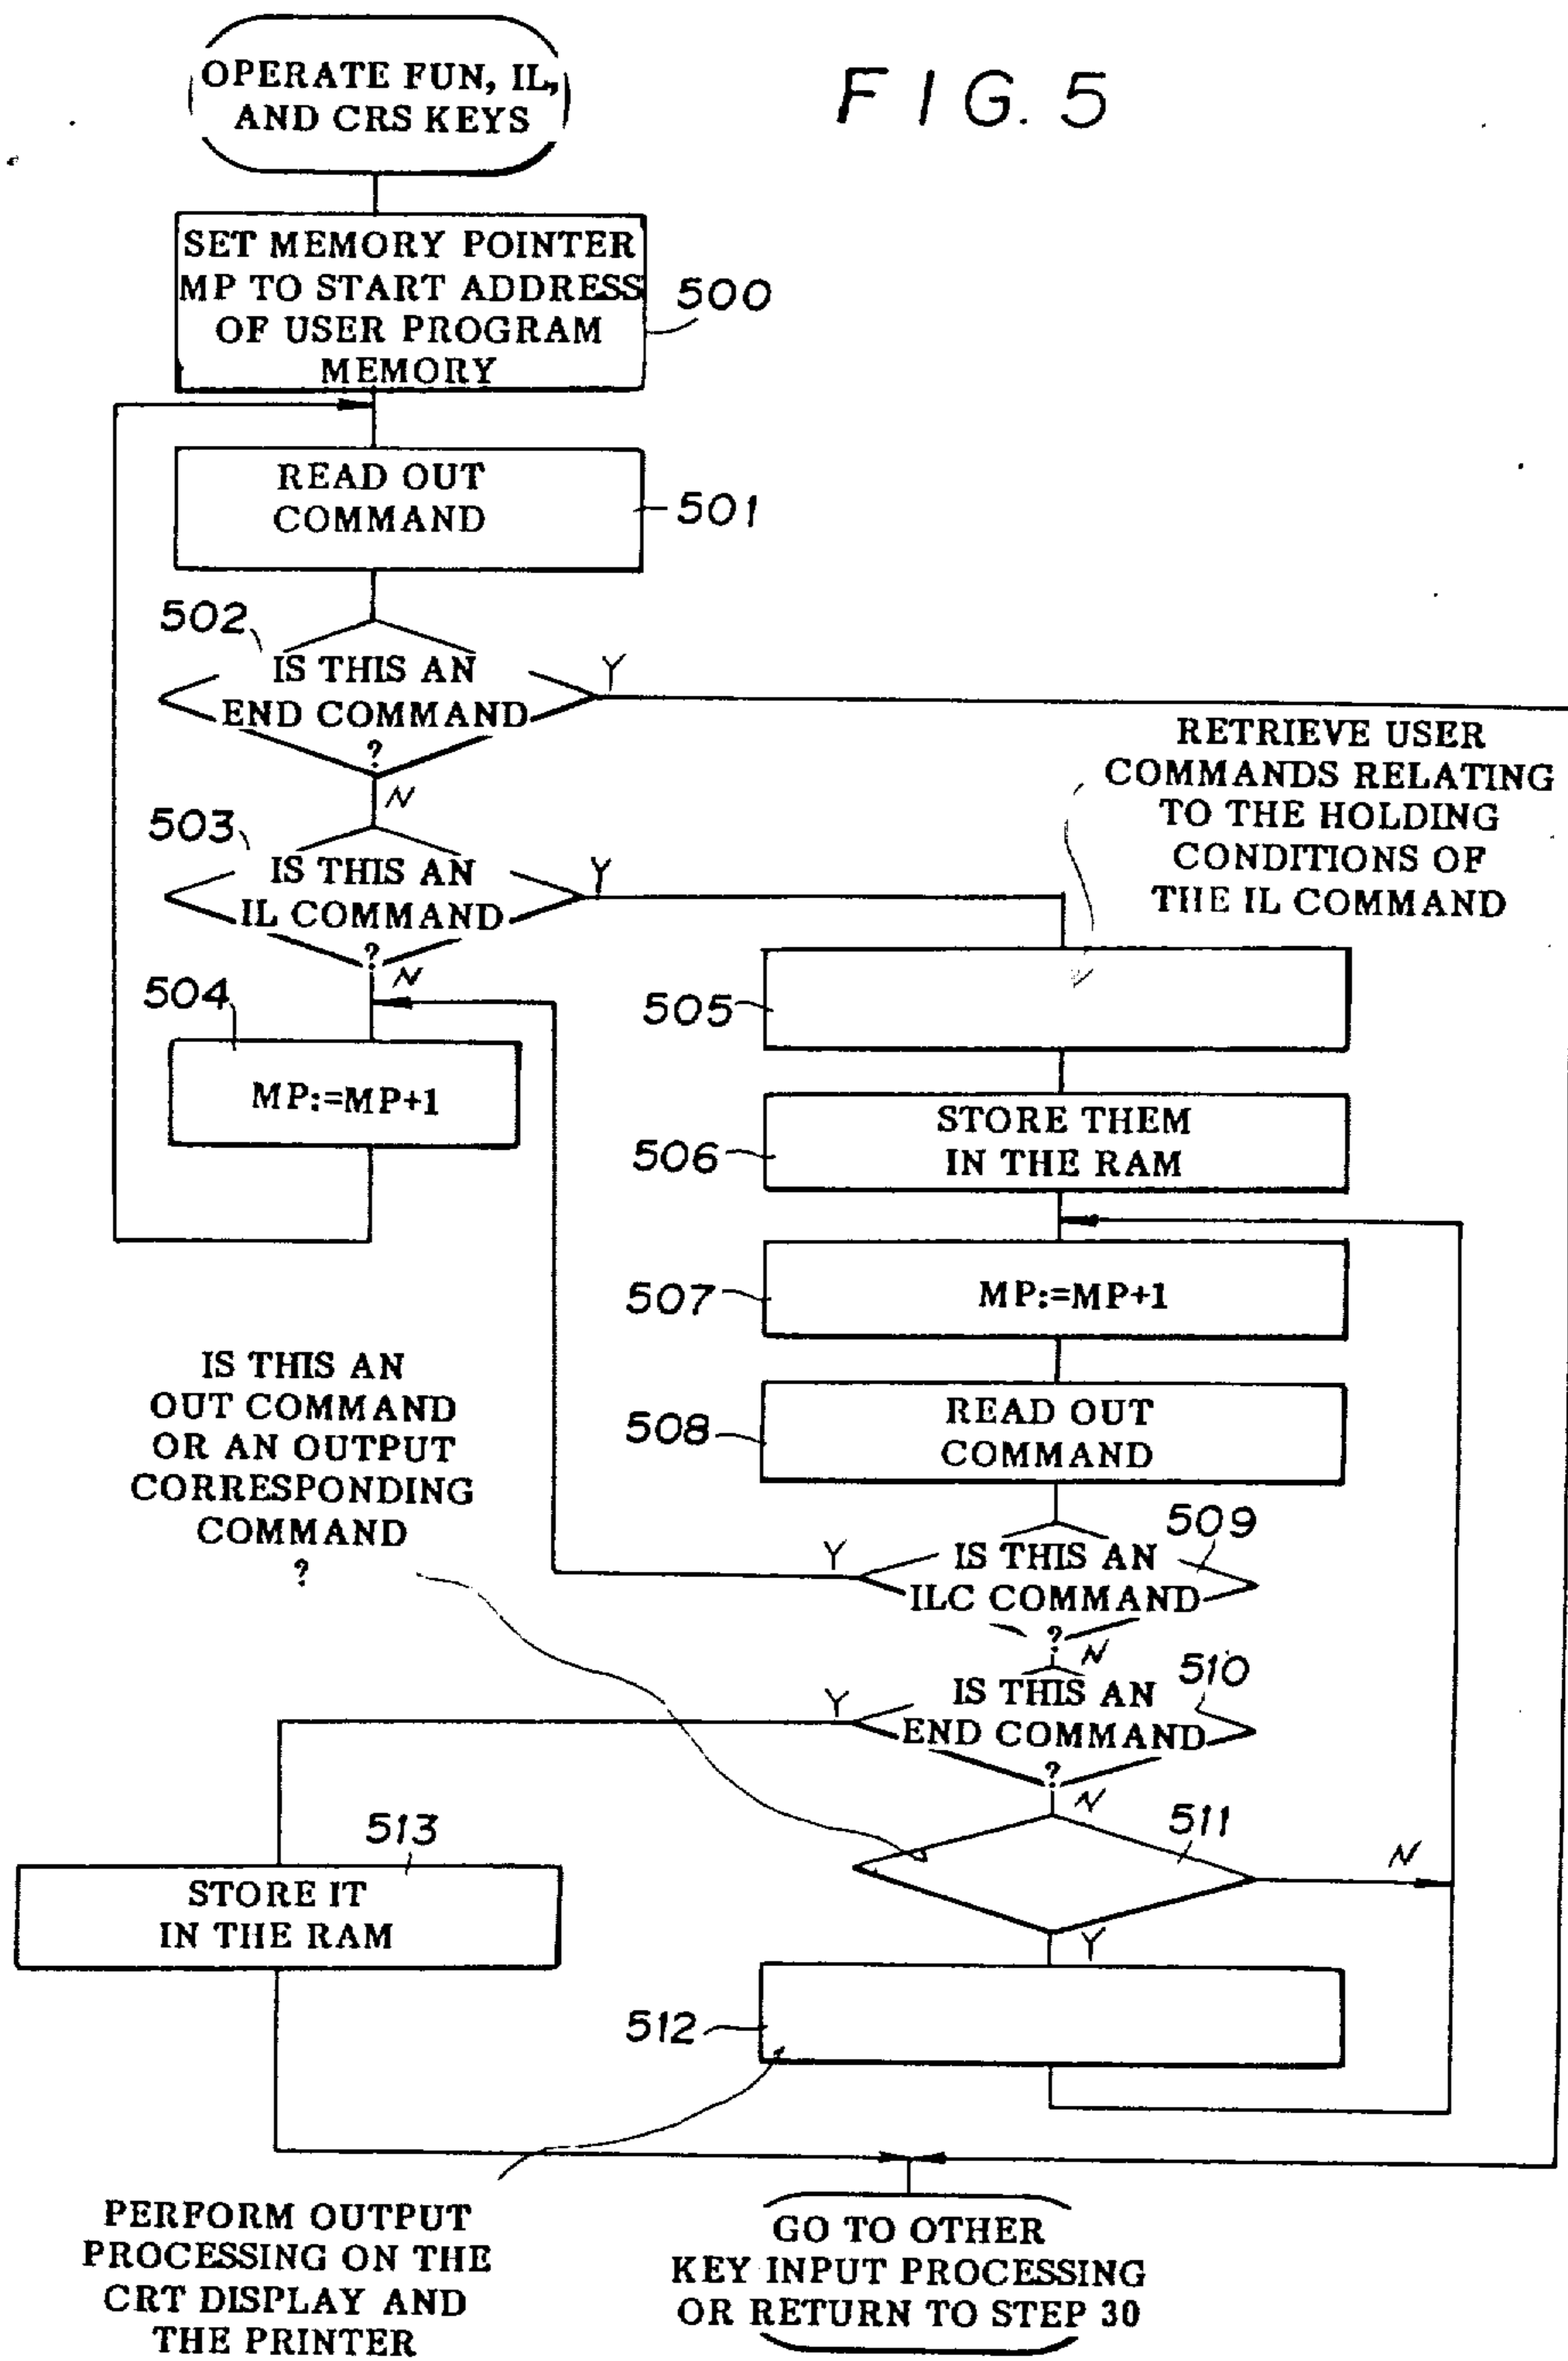 FIG. 5
OPERATE FUN, IL,
AND CRS KEYS
SET MEMORY POINTER
MP TO START ADDRESS
OF USER PROGRAM
MEMORY
500
READ OUT
COMMAND
501
502
IS THIS AN
END COMMAND
?
Y
N
503
IS THIS AN
IL COMMAND
?
Y
N
504
MP:=MP+1
RETRIEVE USER
COMMANDS RELATING
TO THE HOLDING
CONDITIONS OF
THE IL COMMAND
505
506
STORE THEM
IN THE RAM
507
MP:=MP+1
508
READ OUT
COMMAND
509
IS THIS AN
ILC COMMAND
?
Y
N
510
IS THIS AN
END COMMAND
?
Y
N
IS THIS AN
OUT COMMAND
OR AN OUTPUT
CORRESPONDING
COMMAND
?
511
N
Y
513
STORE IT
IN THE RAM
512
PERFORM OUTPUT
PROCESSING ON THE
CRT DISPLAY AND
THE PRINTER
GO TO OTHER
KEY INPUT PROCESSING
OR RETURN TO STEP 30